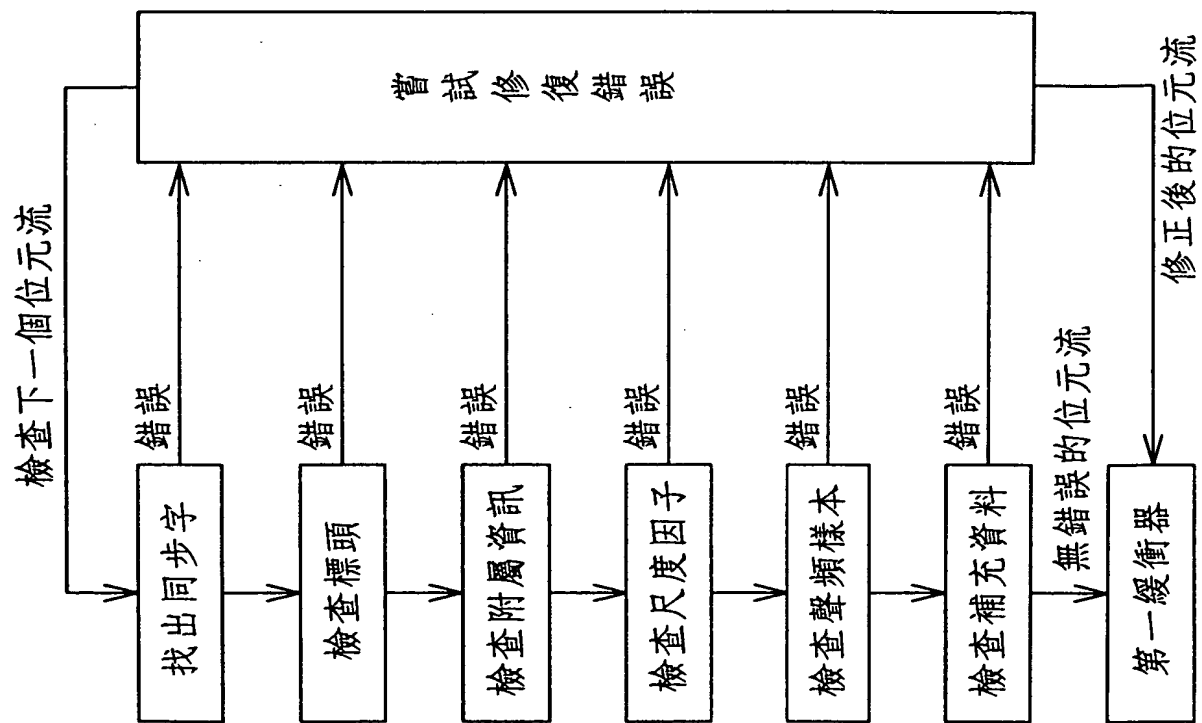 檢查下一個位元流
找出同步字
錯誤
檢查標頭
錯誤
檢查附屬資訊
錯誤
檢查尺度因子
錯誤
檢查聲頻樣本
錯誤
檢查補充資料
錯誤
嘗試修復錯誤
無錯誤的位元流
修正後的位元流
第一緩衝器